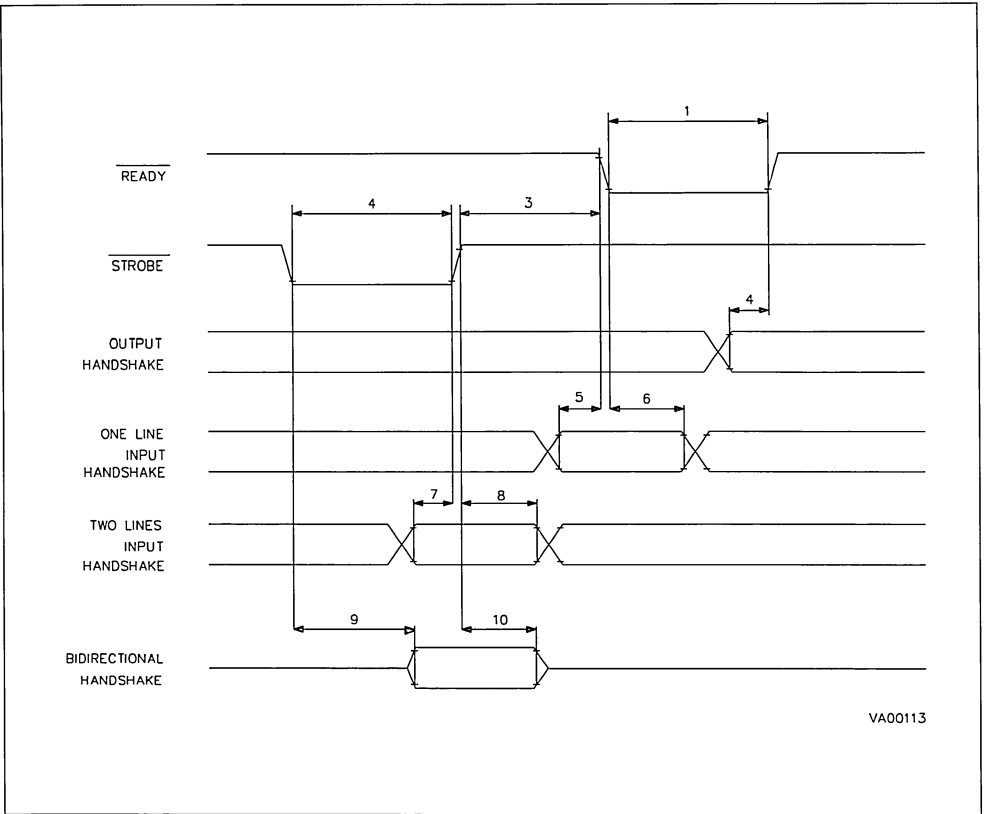 1
READY
4
3
STROBE
4
OUTPUT
HANDSHAKE
5
6
ONE LINE
INPUT
HANDSHAKE
7
8
TWO LINES
INPUT
HANDSHAKE
9
10
BIDIRECTIONAL
HANDSHAKE
VA00113